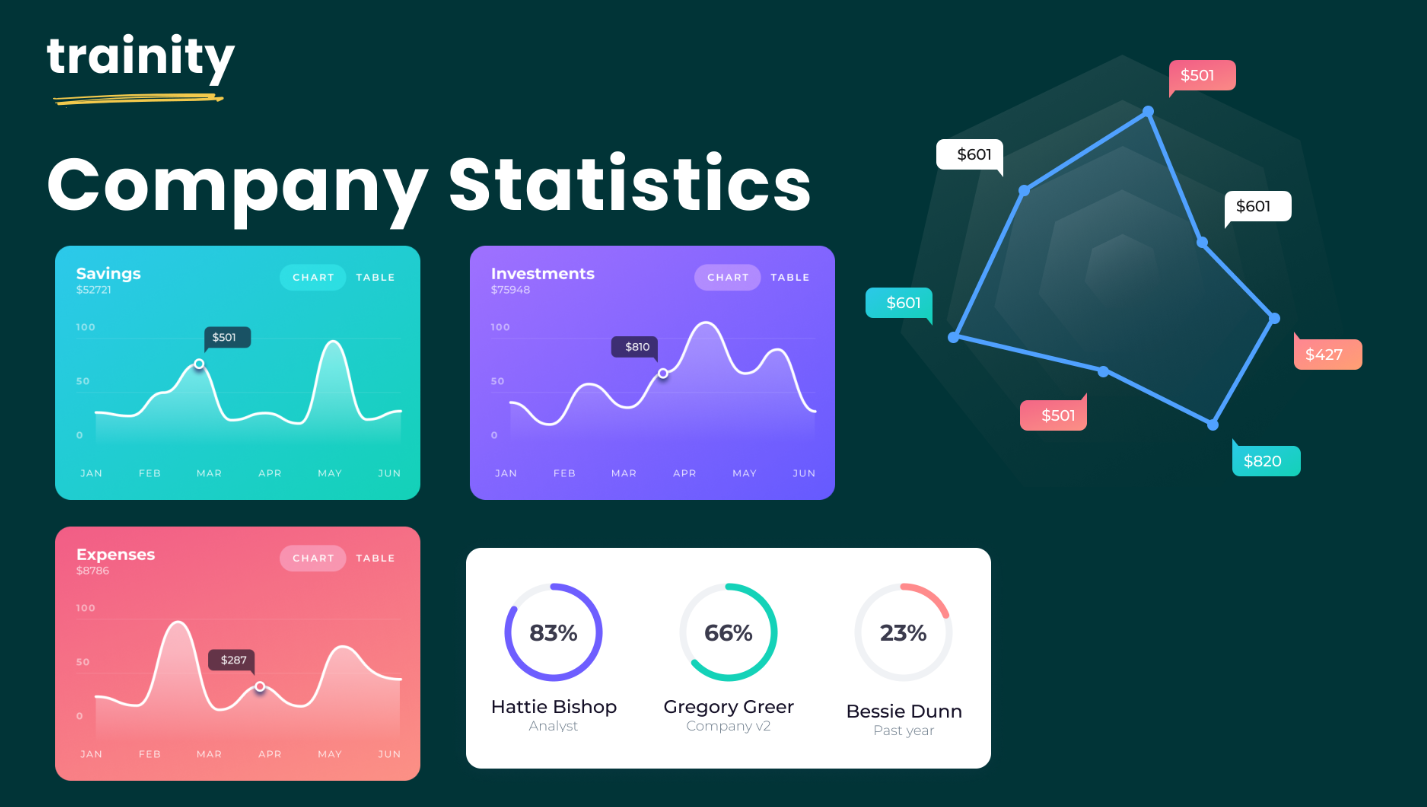 trainity
Company Statistics
Savings
$52721
CHART TABLE
100
50
0
$501
JAN FEB MAR APR MAY JUN
Investments
$75948
CHART TABLE
100
50
0
$810
JAN FEB MAR APR MAY JUN
$501
$601
$601
$601
$427
$501
$820
Expenses
$8786
CHART TABLE
100
50
0
$287
JAN FEB MAR APR MAY JUN
83%
Hattie Bishop
Analyst
66%
Gregory Greer
Company v2
23%
Bessie Dunn
Past year